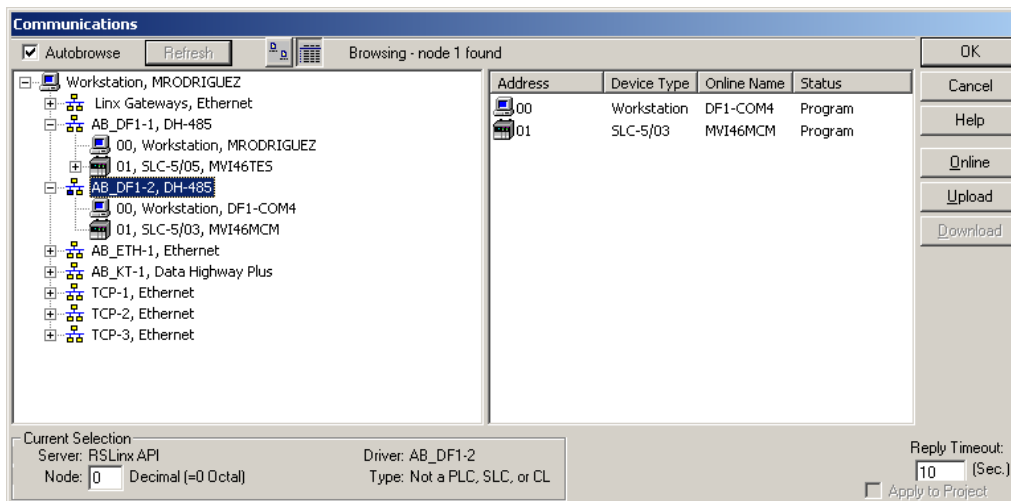 Communications
Autobrowse Refresh Browsing - node 1 found OK
Workstation, MRODRIGUEZ
Linx Gateways, Ethernet
AB_DF1-1, DH-485
00, Workstation, MRODRIGUEZ
01, SLC-5/05, MVI46TES
AB_DF1-2, DH-485
00, Workstation, DF1-COM4
01, SLC-5/03, MVI46MCM
AB_ETH-1, Ethernet
AB_KT-1, Data Highway Plus
TCP-1, Ethernet
TCP-2, Ethernet
TCP-3, Ethernet
Address Device Type Online Name Status
00 Workstation DF1-COM4 Program
01 SLC-5/03 MVI46MCM Program
Cancel
Help
Online
Upload
Download
Current Selection
Server: RSLinx API Driver: AB_DF1-2
Node: 0 Decimal (=0 Octal) Type: Not a PLC, SLC, or CL
Reply Timeout:
10 (Sec.)
Apply to Project